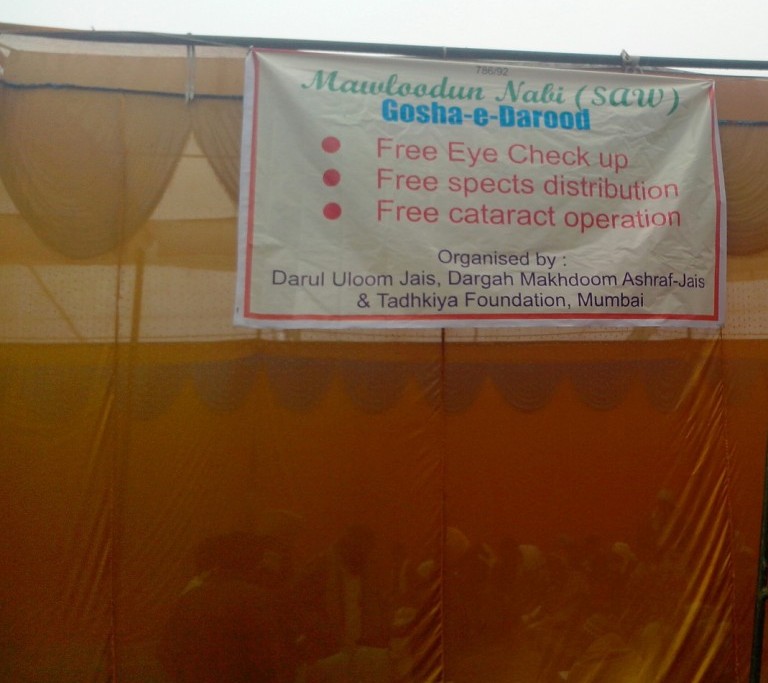 786/92
Mawloodun Nabi (SAW)
Gosha-e-Darood
• Free Eye Check up
• Free spects distribution
• Free cataract operation
Organised by :
Darul Uloom Jais, Dargah Makhdoom Ashraf-Jais
& Tadhkiya Foundation, Mumbai